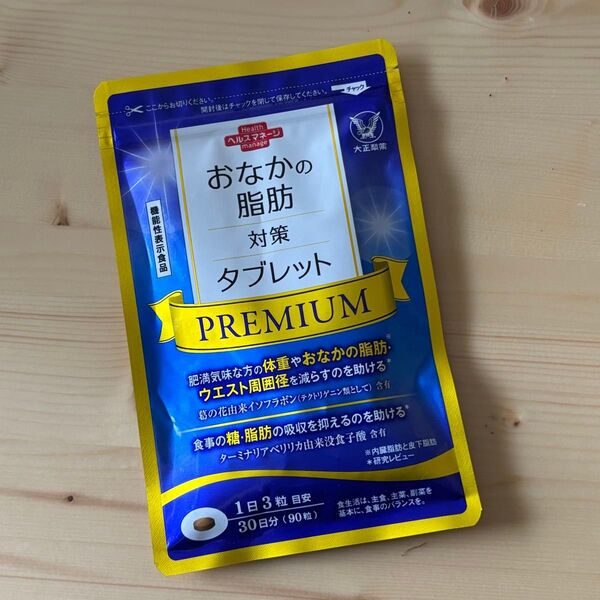 ここからお切りください。
開封後はチャックを閉じて保存してください。
チャック
Health
ヘルスマネージ
manage
大正製薬
おなかの
脂肪
対策
タブレット
機能性表示食品
PREMIUM
肥満気味な方の体重やおなかの脂肪※・
ウエスト周囲径を減らすのを助ける*
葛の花由来イソフラボン(テクトリゲニン類として)含有
食事の糖・脂肪の吸収を抑えるのを助ける*
ターミナリアベリリカ由来没食子酸 含有
※内臓脂肪と皮下脂肪
*研究レビュー
1日3粒 目安
30日分(90粒)
食生活は、主食、主菜、副菜を
基本に、食事のバランスを。